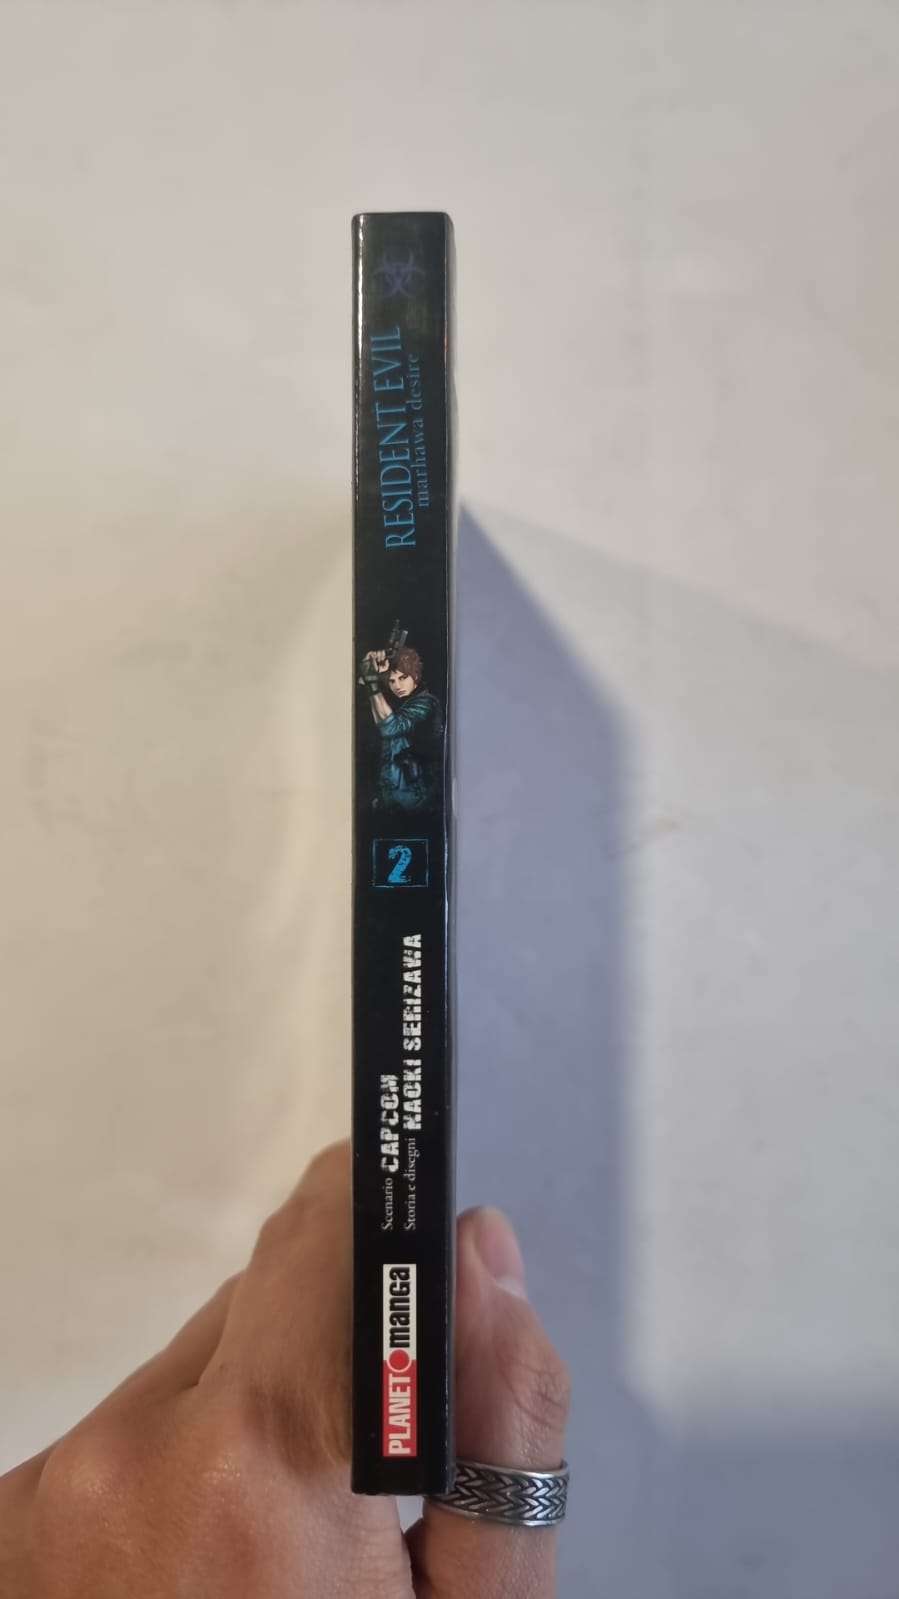 RESIDENT EVIL
marhawa desire
2
Scenario CAPCOM
Storia e disegni NAOKI SERIZAWA
PLANET manga